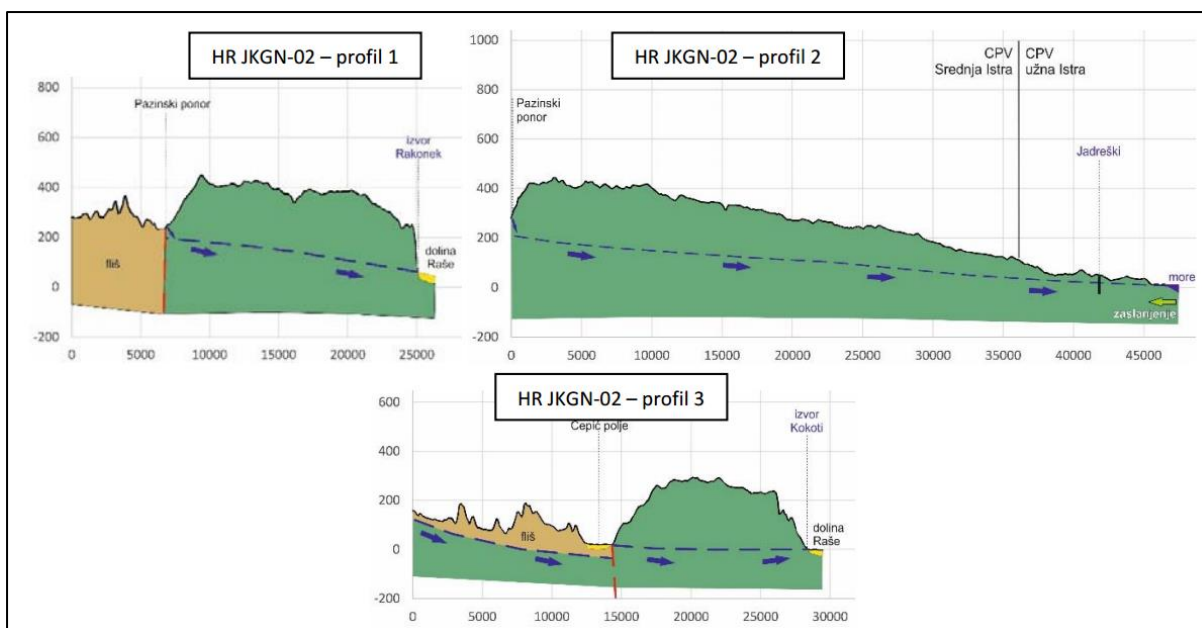 HR JKGN-02 – profil 1
Pazinski ponor
izvor
Rakonek
800
600
400
200
0
-200
fliš
dolina
Raše
0
5000
10000
15000
20000
25000
HR JKGN-02 – profil 2
1000
800
600
400
200
0
-200
CPV
Srednja Istra
CPV
užna Istra
Pazinski
ponor
Jadreški
more
zaslanjenje
0
5000
10000
15000
20000
25000
30000
35000
40000
45000
HR JKGN-02 – profil 3
600
400
200
0
-200
Čepić polje
izvor
Kokoti
fliš
dolina
Raše
0
5000
10000
15000
20000
25000
30000